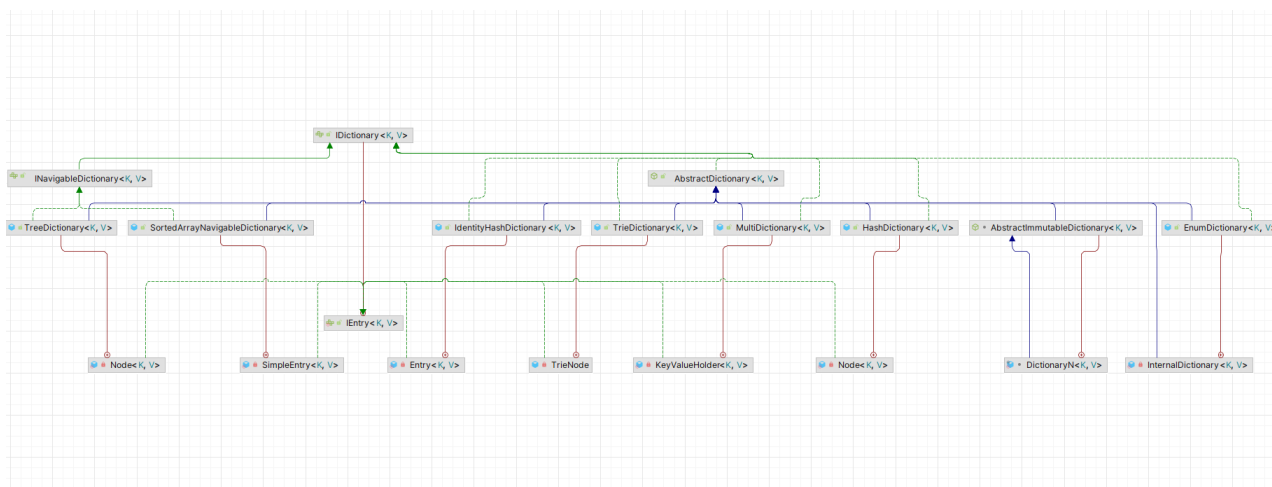 IDictionary<K, V>
INavigableDictionary<K, V>
AbstractDictionary<K, V>
TreeDictionary<K, V>
SortedArrayNavigableDictionary<K, V>
IdentityHashDictionary<K, V>
TrieDictionary<K, V>
MultiDictionary<K, V>
HashDictionary<K, V>
AbstractImmutableDictionary<K, V>
EnumDictionary<K, V>
IEntry<K, V>
Node<K, V>
SimpleEntry<K, V>
Entry<K, V>
TrieNode
KeyValueHolder<K, V>
Node<K, V>
DictionaryN<K, V>
InternalDictionary<K, V>